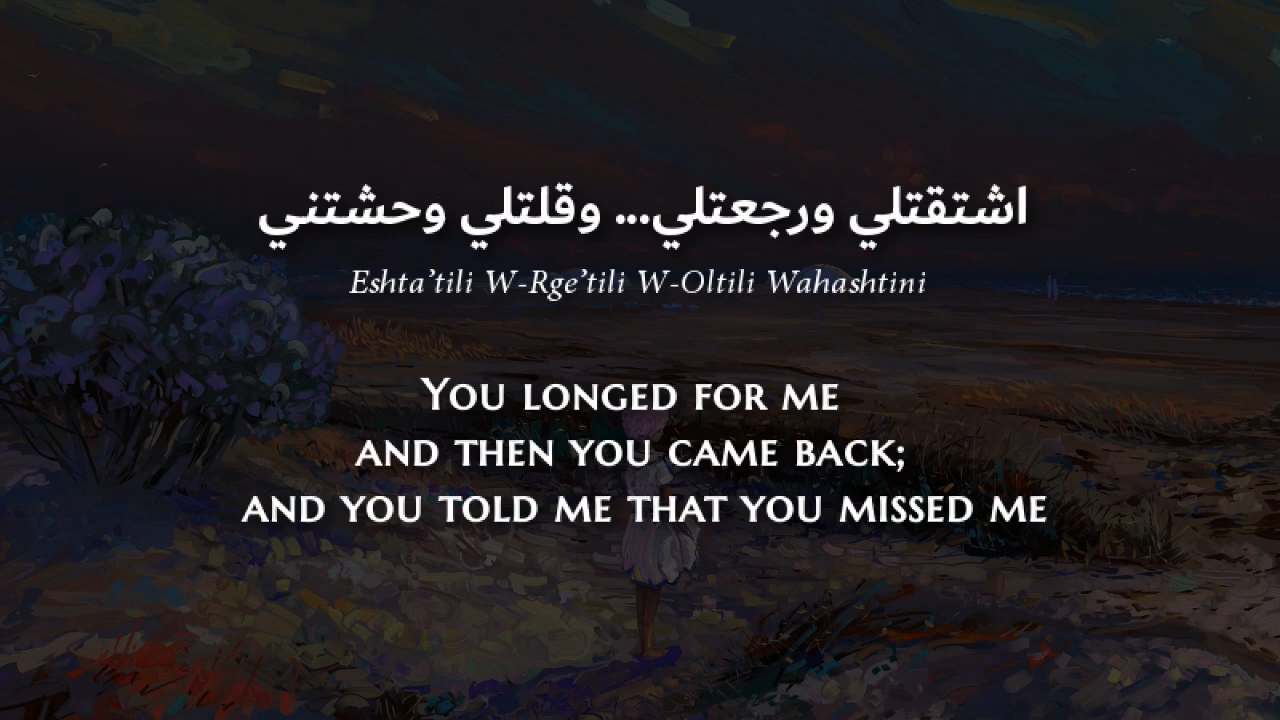 اشتقتلي ورجعتلي... وقلتلي وحشتني
Eshta’tili W-Rge’tili W-Oltili Wahashtini
You longed for me
and then you came back;
and you told me that you missed me